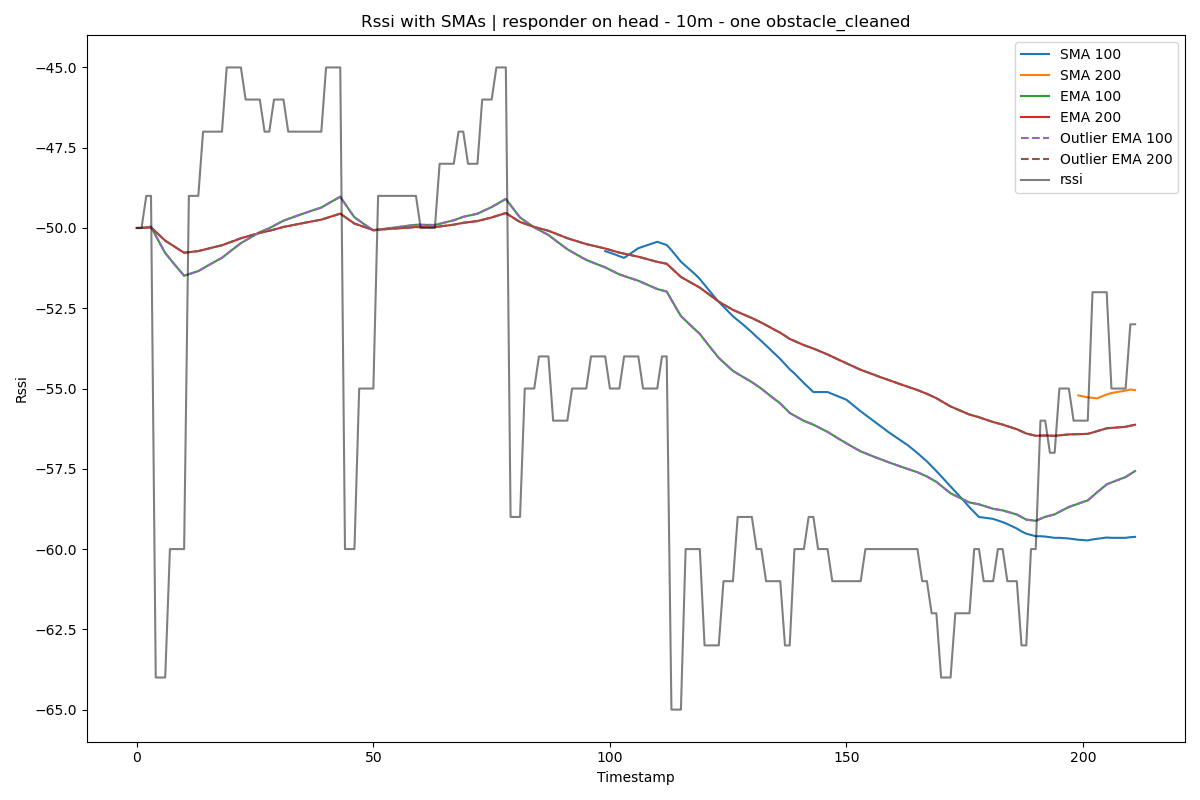 Rssi with SMAs | responder on head - 10m - one obstacle_cleaned
SMA 100
SMA 200
EMA 100
EMA 200
Outlier EMA 100
Outlier EMA 200
rssi
−45.0
−47.5
−50.0
−52.5
−55.0
−57.5
−60.0
−62.5
−65.0
Rssi
0
50
100
150
200
Timestamp